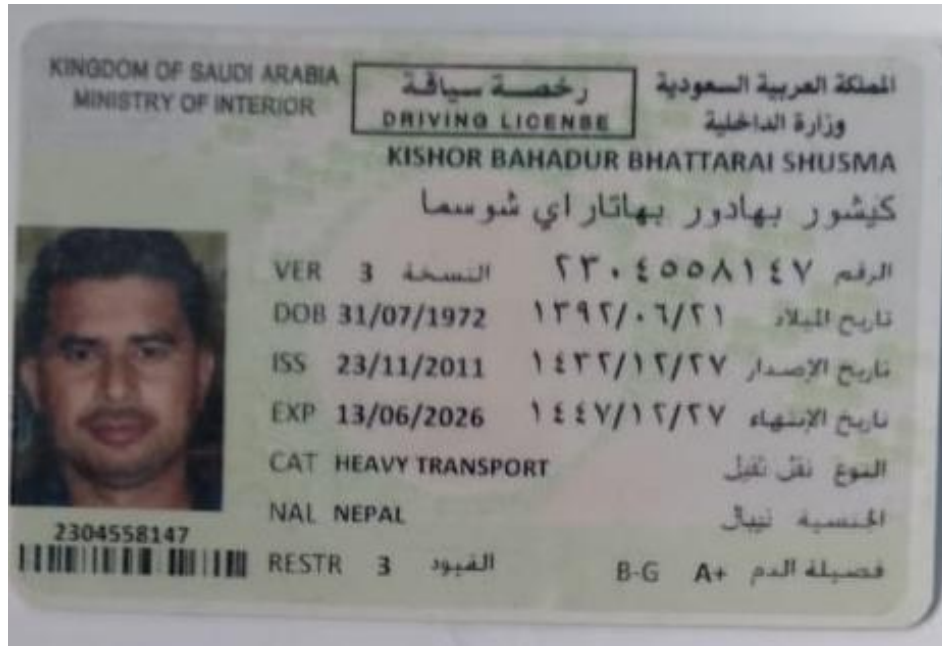 KINGDOM OF SAUDI ARABIA
MINISTRY OF INTERIOR
رخصة سياقة
DRIVING LICENSE
المملكة العربية السعودية
وزارة الداخلية
KISHOR BAHADUR BHATTARAI SHUSMA
كيشور بهادور بهاتاراي شوسما
VER 3 النسخة ٢٣٠٤٥٥٨١٤٧ الرقم
DOB 31/07/1972 ١٣٩٢/٠٦/٢١ تاريخ الميلاد
ISS 23/11/2011 ١٤٣٢/١٢/٢٧ تاريخ الإصدار
EXP 13/06/2026 ١٤٤٧/١٢/٢٧ تاريخ الإنتهاء
CAT HEAVY TRANSPORT النوع نقل ثقيل
NAL NEPAL الجنسية نيبال
2304558147
RESTR 3 القيود B-G A+ فصيلة الدم